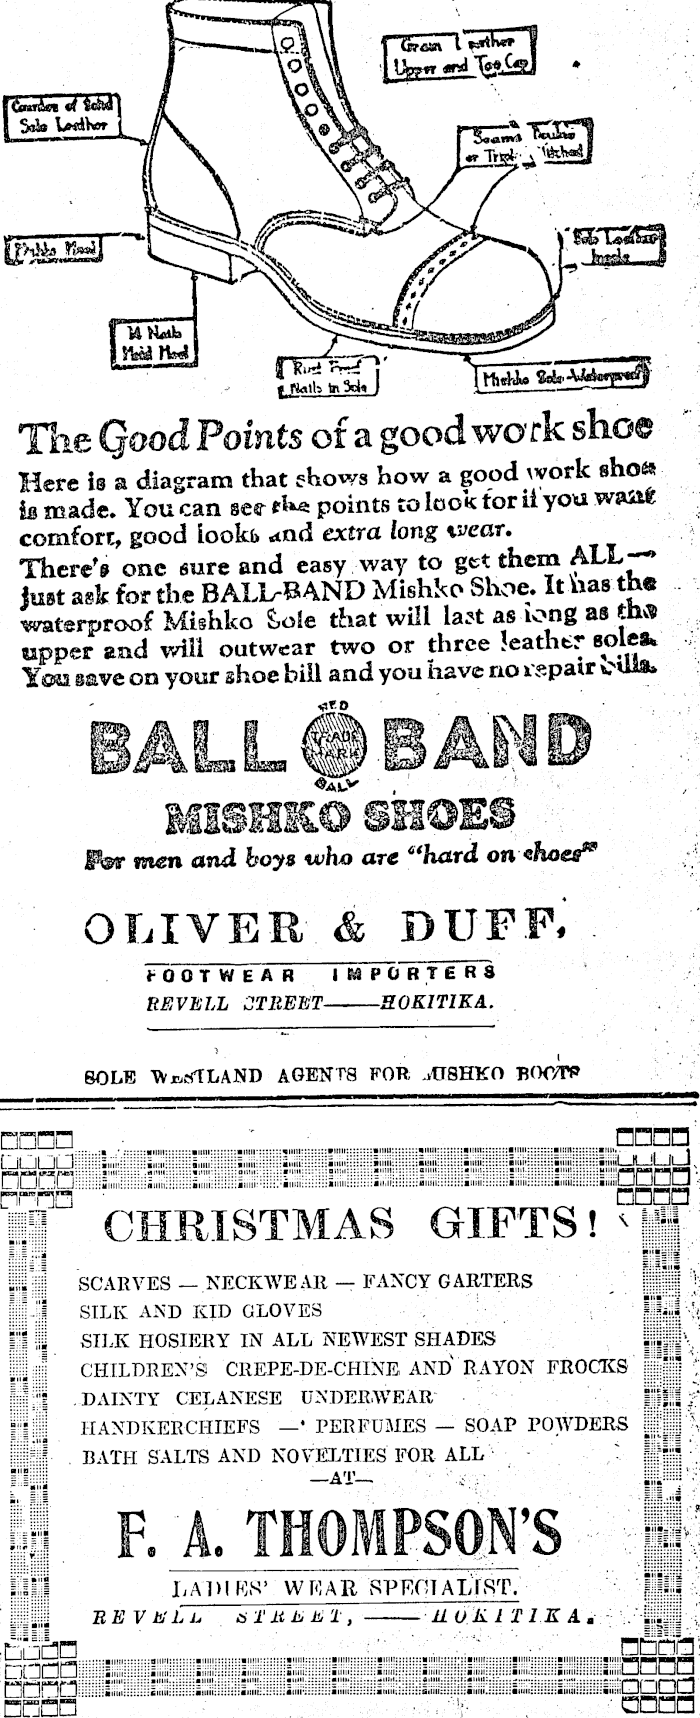 Grain Leather
Upper and Toe Cap
Counter of Solid
Sole Leather
Seams Double
or Triple Stitched
Mishko Heel
Sole Leather
Insole
14 Nails
Hold Heel
Rust Proof
Nails in Sole
Mishko Sole-Waterproof
The Good Points of a good work shoe
Here is a diagram that shows how a good work shoe
is made. You can see the points to look for if you want
comfort, good looks and extra long wear.
There's one sure and easy way to get them ALL—
just ask for the BALL-BAND Mishko Shoe. It has the
waterproof Mishko Sole that will last as long as the
upper and will outwear two or three leather soles.
You save on your shoe bill and you have no repair bills.
BALL RED TRADE MARK BALL BAND
MISHKO SHOES
For men and boys who are "hard on shoes"
OLIVER & DUFF,
FOOTWEAR IMPORTERS
REVELL STREET——HOKITIKA.
SOLE WESTLAND AGENTS FOR MISHKO BOOTS
CHRISTMAS GIFTS!
SCARVES — NECKWEAR — FANCY GARTERS
SILK AND KID GLOVES
SILK HOSIERY IN ALL NEWEST SHADES
CHILDREN'S CREPE-DE-CHINE AND RAYON FROCKS
DAINTY CELANESE UNDERWEAR
HANDKERCHIEFS — PERFUMES — SOAP POWDERS
BATH SALTS AND NOVELTIES FOR ALL
—AT—
F. A. THOMPSON'S
LADIES' WEAR SPECIALIST.
REVELL STREET, —— HOKITIKA.